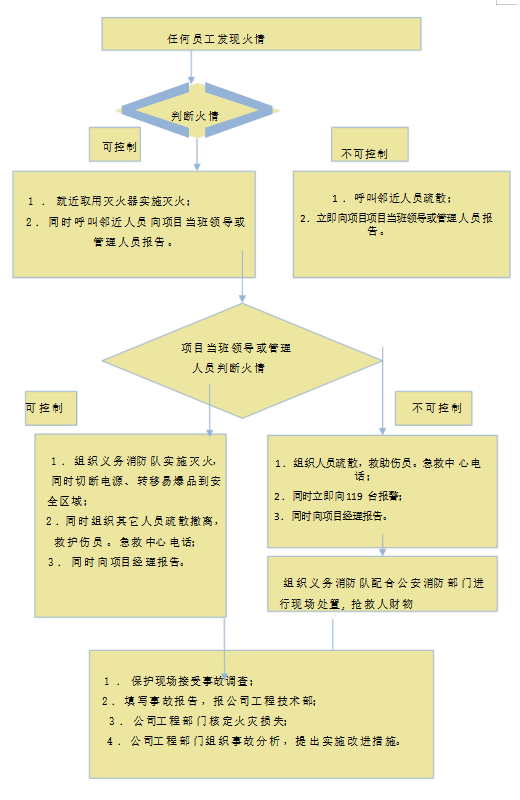 任何员工发现火情
判断火情
可控制
不可控制
1. 就近取用灭火器实施灭火;
2. 同时呼叫邻近人员向项目当班领导或
管理人员报告。
1. 呼叫邻近人员疏散;
2. 立即向项目项目当班领导或管理人员报
告。
项目当班领导或管理
人员判断火情
可控制
不可控制
1. 组织义务消防队实施灭火,
同时切断电源、转移易爆品到安
全区域;
2. 同时组织其它人员疏散撤离,
救护伤员。急救中心电话;
3. 同时向项目经理报告。
1. 组织人员疏散, 救助伤员。急救中心电
话;
2. 同时立即向119 台报警;
3. 同时向项目经理报告。
组织义务消防队配合公安消防部门进
行现场处置, 抢救人财物
1. 保护现场接受事故调查;
2. 填写事故报告, 报公司工程技术部;
3. 公司工程部门核定火灾损失;
4. 公司工程部门组织事故分析, 提出实施改进措施。